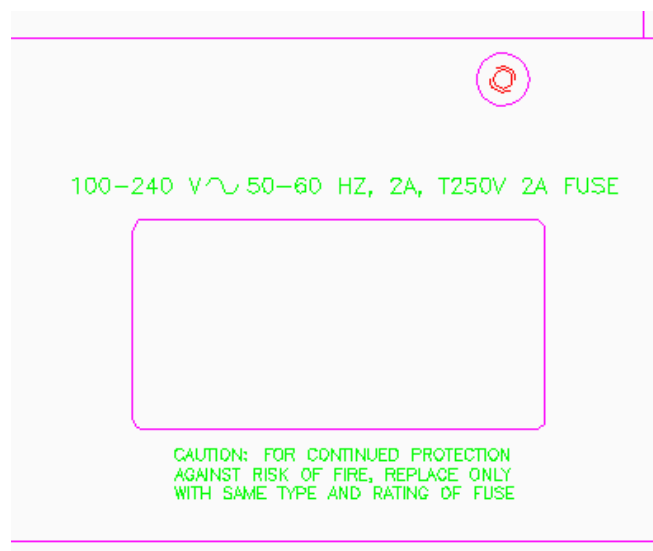 100-240 V∿50-60 HZ, 2A, T250V 2A FUSE
CAUTION: FOR CONTINUED PROTECTION
AGAINST RISK OF FIRE, REPLACE ONLY
WITH SAME TYPE AND RATING OF FUSE